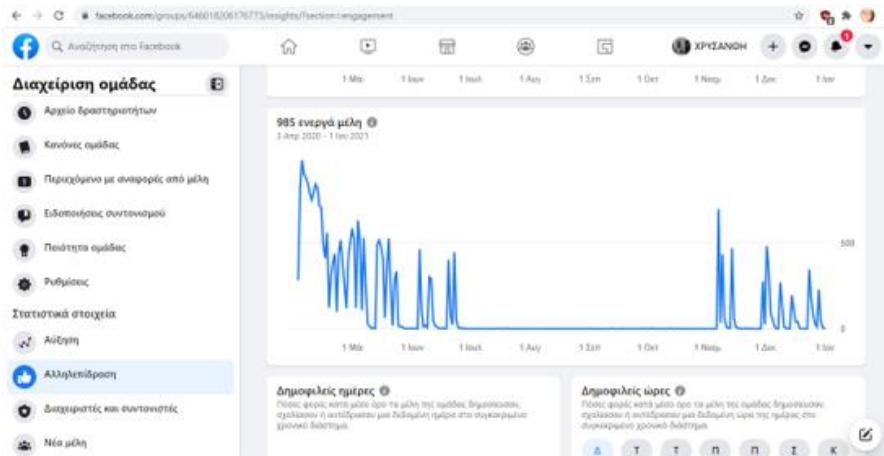 facebook.com/groups/646018206176773/insights/?section=engagement
Αναζήτηση στο Facebook
ΧΡΥΣΑΝΘΗ
1
Διαχείριση ομάδας
Αρχείο δραστηριοτήτων
Κανόνες ομάδας
Περιεχόμενο με αναφορές από μέλη
Ειδοποιήσεις συντονισμού
Ποιότητα ομάδας
Ρυθμίσεις
Στατιστικά στοιχεία
Αύξηση
Αλληλεπίδραση
Διαχειριστές και συντονιστές
Νέα μέλη
1 Μάι 1 Ιουν 1 Ιουλ 1 Αυγ 1 Σεπ 1 Οκτ 1 Νοεμ 1 Δεκ 1 Ιαν
985 ενεργά μέλη
3 Απρ 2020 - 1 Ιαν 2021
500
0
1 Μάι 1 Ιουν 1 Ιουλ 1 Αυγ 1 Σεπ 1 Οκτ 1 Νοεμ 1 Δεκ 1 Ιαν
Δημοφιλείς ημέρες
Πόσες φορές κατά μέσο όρο τα μέλη της ομάδας δημοσίευσαν,
σχολίασαν ή αντέδρασαν μια δεδομένη ημέρα στο συγκεκριμένο
χρονικό διάστημα.
Δημοφιλείς ώρες
Πόσες φορές κατά μέσο όρο τα μέλη της ομάδας δημοσίευσαν,
σχολίασαν ή αντέδρασαν μια δεδομένη ώρα της ημέρας στο
συγκεκριμένο χρονικό διάστημα.
Δ Τ Τ Π Π Σ Κ